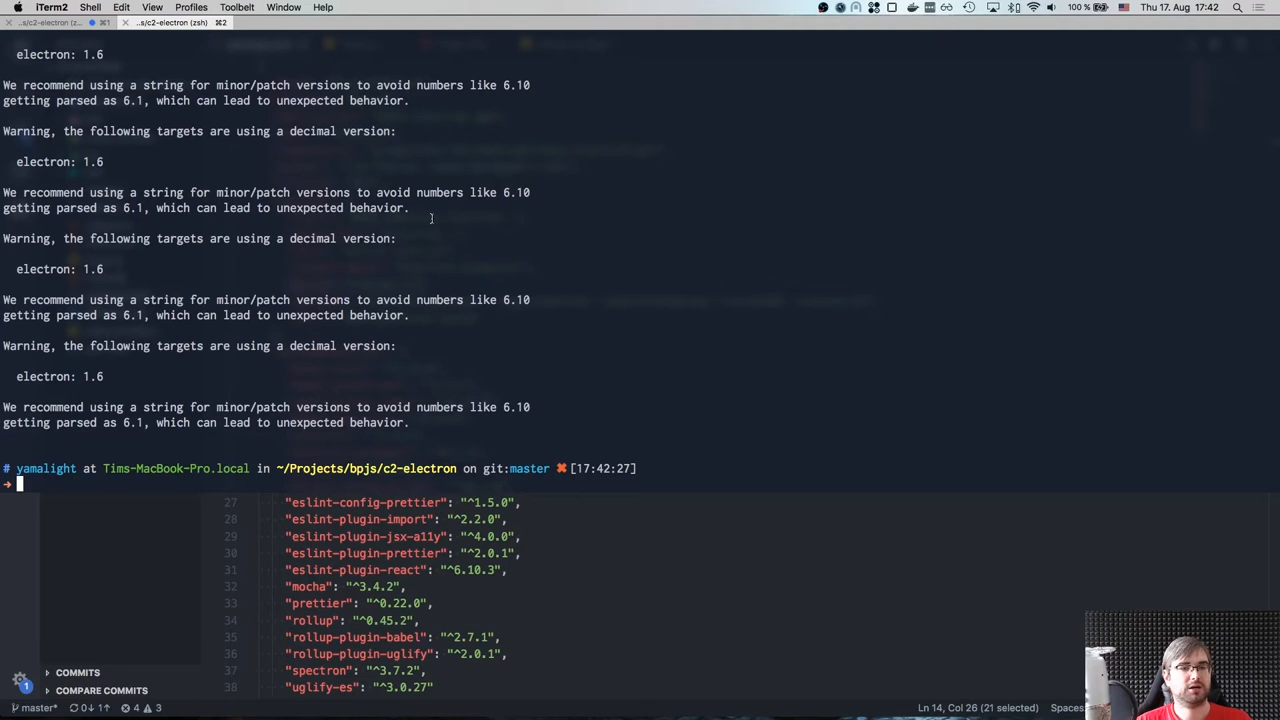 iTerm2 Shell Edit View Profiles Toolbelt Window Help 100 % Thu 17. Aug 17:42
..s/c2-electron (z... ⌘1 ..s/c2-electron (zsh) ⌘2
electron: 1.6
We recommend using a string for minor/patch versions to avoid numbers like 6.10
getting parsed as 6.1, which can lead to unexpected behavior.
Warning, the following targets are using a decimal version:
electron: 1.6
We recommend using a string for minor/patch versions to avoid numbers like 6.10
getting parsed as 6.1, which can lead to unexpected behavior.
Warning, the following targets are using a decimal version:
electron: 1.6
We recommend using a string for minor/patch versions to avoid numbers like 6.10
getting parsed as 6.1, which can lead to unexpected behavior.
Warning, the following targets are using a decimal version:
electron: 1.6
We recommend using a string for minor/patch versions to avoid numbers like 6.10
getting parsed as 6.1, which can lead to unexpected behavior.
# yamalight at Tims-MacBook-Pro.local in ~/Projects/bpjs/c2-electron on git:master ✖ [17:42:27]
→
27 "eslint-config-prettier": "^1.5.0",
28 "eslint-plugin-import": "^2.2.0",
29 "eslint-plugin-jsx-a11y": "^4.0.0",
30 "eslint-plugin-prettier": "^2.0.1",
31 "eslint-plugin-react": "^6.10.3",
32 "mocha": "^3.4.2",
33 "prettier": "^0.22.0",
34 "rollup": "^0.45.2",
35 "rollup-plugin-babel": "^2.7.1",
36 "rollup-plugin-uglify": "^2.0.1",
37 "spectron": "^3.7.2",
38 "uglify-es": "^3.0.27"
COMMITS
COMPARE COMMITS
1
master* 0↓ 1↑ 4 3 Ln 14, Col 26 (21 selected) Spaces